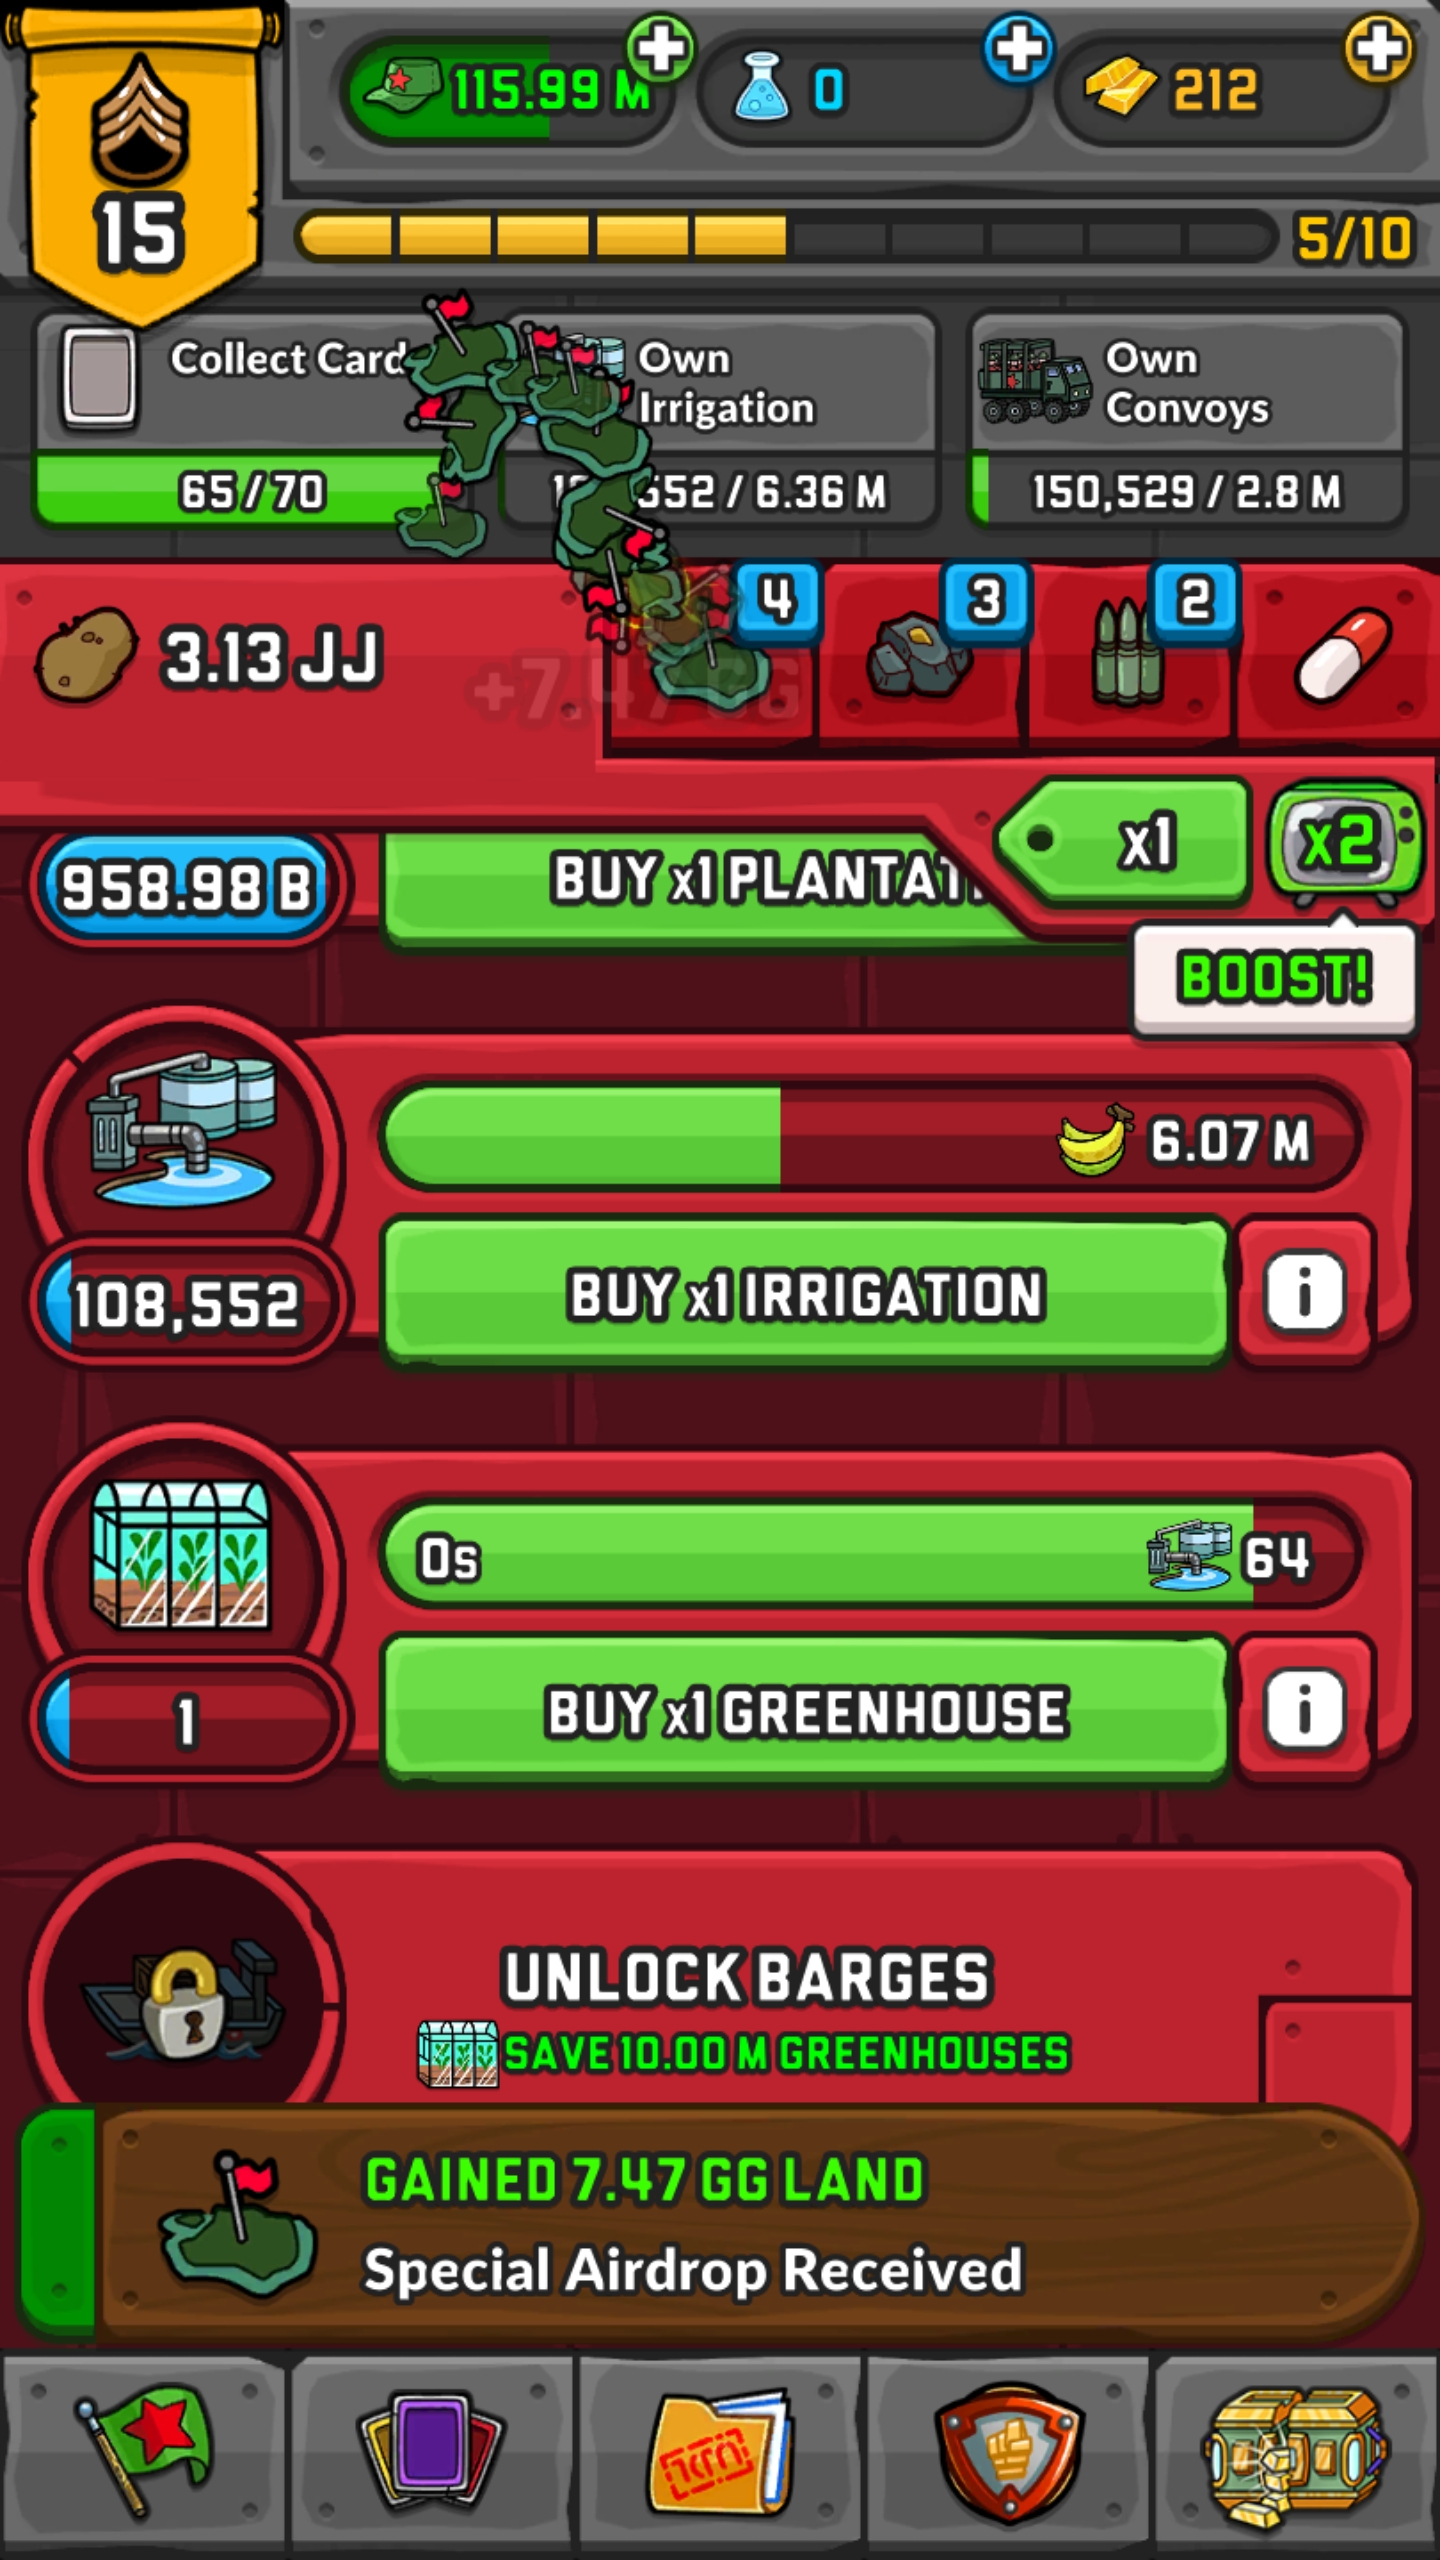 115.99 M
0
212
15
5/10
Collect Card
65/70
Own
Irrigation
552/6.36 M
Own
Convoys
150,529/2.8 M
3.13 JJ
+7.47 GG
4
3
2
x1
x2
BOOST!
958.98 B
BUY x1 PLANTAT
6.07 M
108,552
BUY x1 IRRIGATION
i
0s
64
1
BUY x1 GREENHOUSE
i
UNLOCK BARGES
SAVE 10.00 M GREENHOUSES
GAINED 7.47 GG LAND
Special Airdrop Received